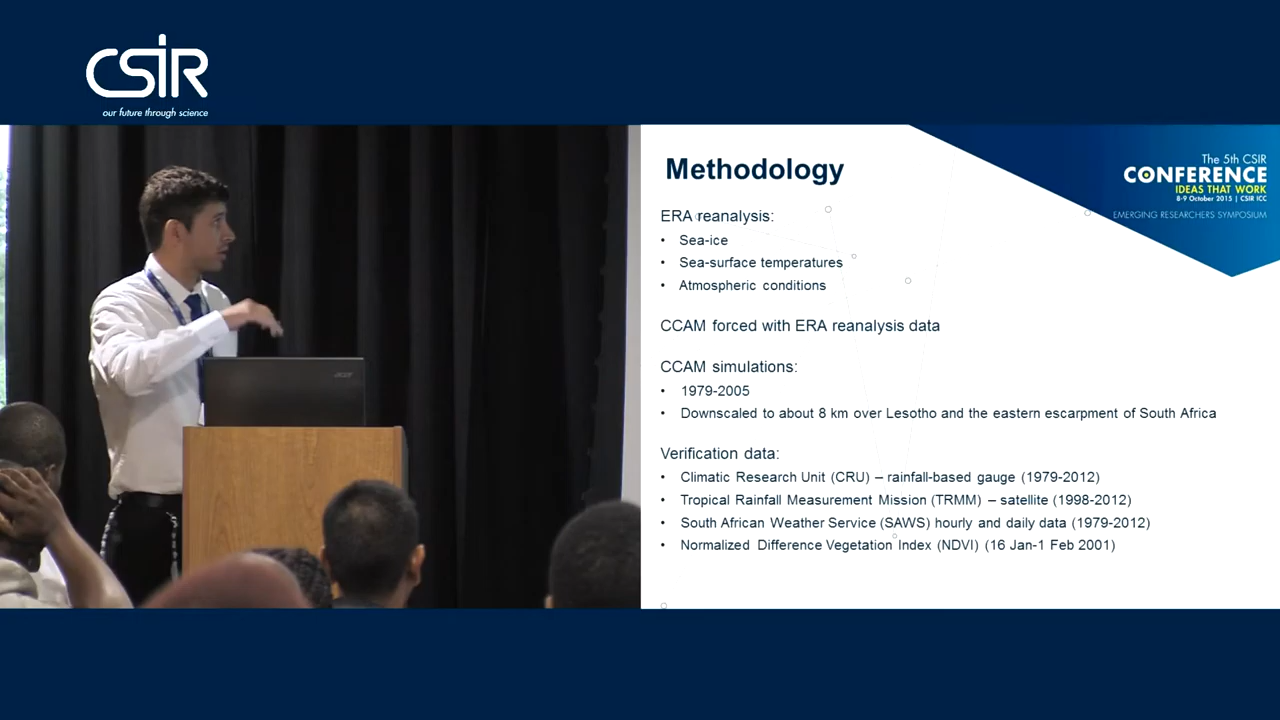 CSIR
our future through science
The 5th CSIR
CONFERENCE
IDEAS THAT WORK
8-9 October 2015 | CSIR ICC
EMERGING RESEARCHERS SYMPOSIUM
Methodology
ERA reanalysis:
• Sea-ice
• Sea-surface temperatures
• Atmospheric conditions
CCAM forced with ERA reanalysis data
CCAM simulations:
• 1979-2005
• Downscaled to about 8 km over Lesotho and the eastern escarpment of South Africa
Verification data:
• Climatic Research Unit (CRU) – rainfall-based gauge (1979-2012)
• Tropical Rainfall Measurement Mission (TRMM) – satellite (1998-2012)
• South African Weather Service (SAWS) hourly and daily data (1979-2012)
• Normalized Difference Vegetation Index (NDVI) (16 Jan-1 Feb 2001)
acer